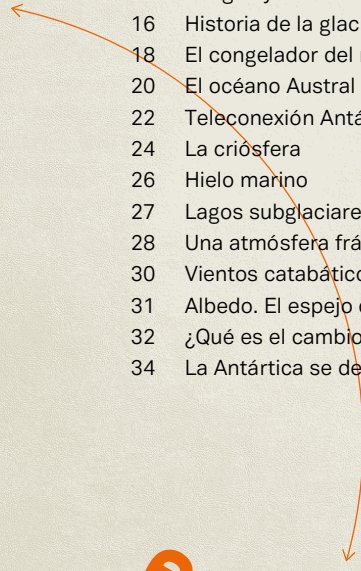 16 Historia de la glac
18 El congelador del
20 El océano Austral
22 Teleconexión Antá
24 La criósfera
26 Hielo marino
27 Lagos subglaciare
28 Una atmósfera frá
30 Vientos catabático
31 Albedo. El espejo
32 ¿Qué es el cambio
34 La Antártica se de